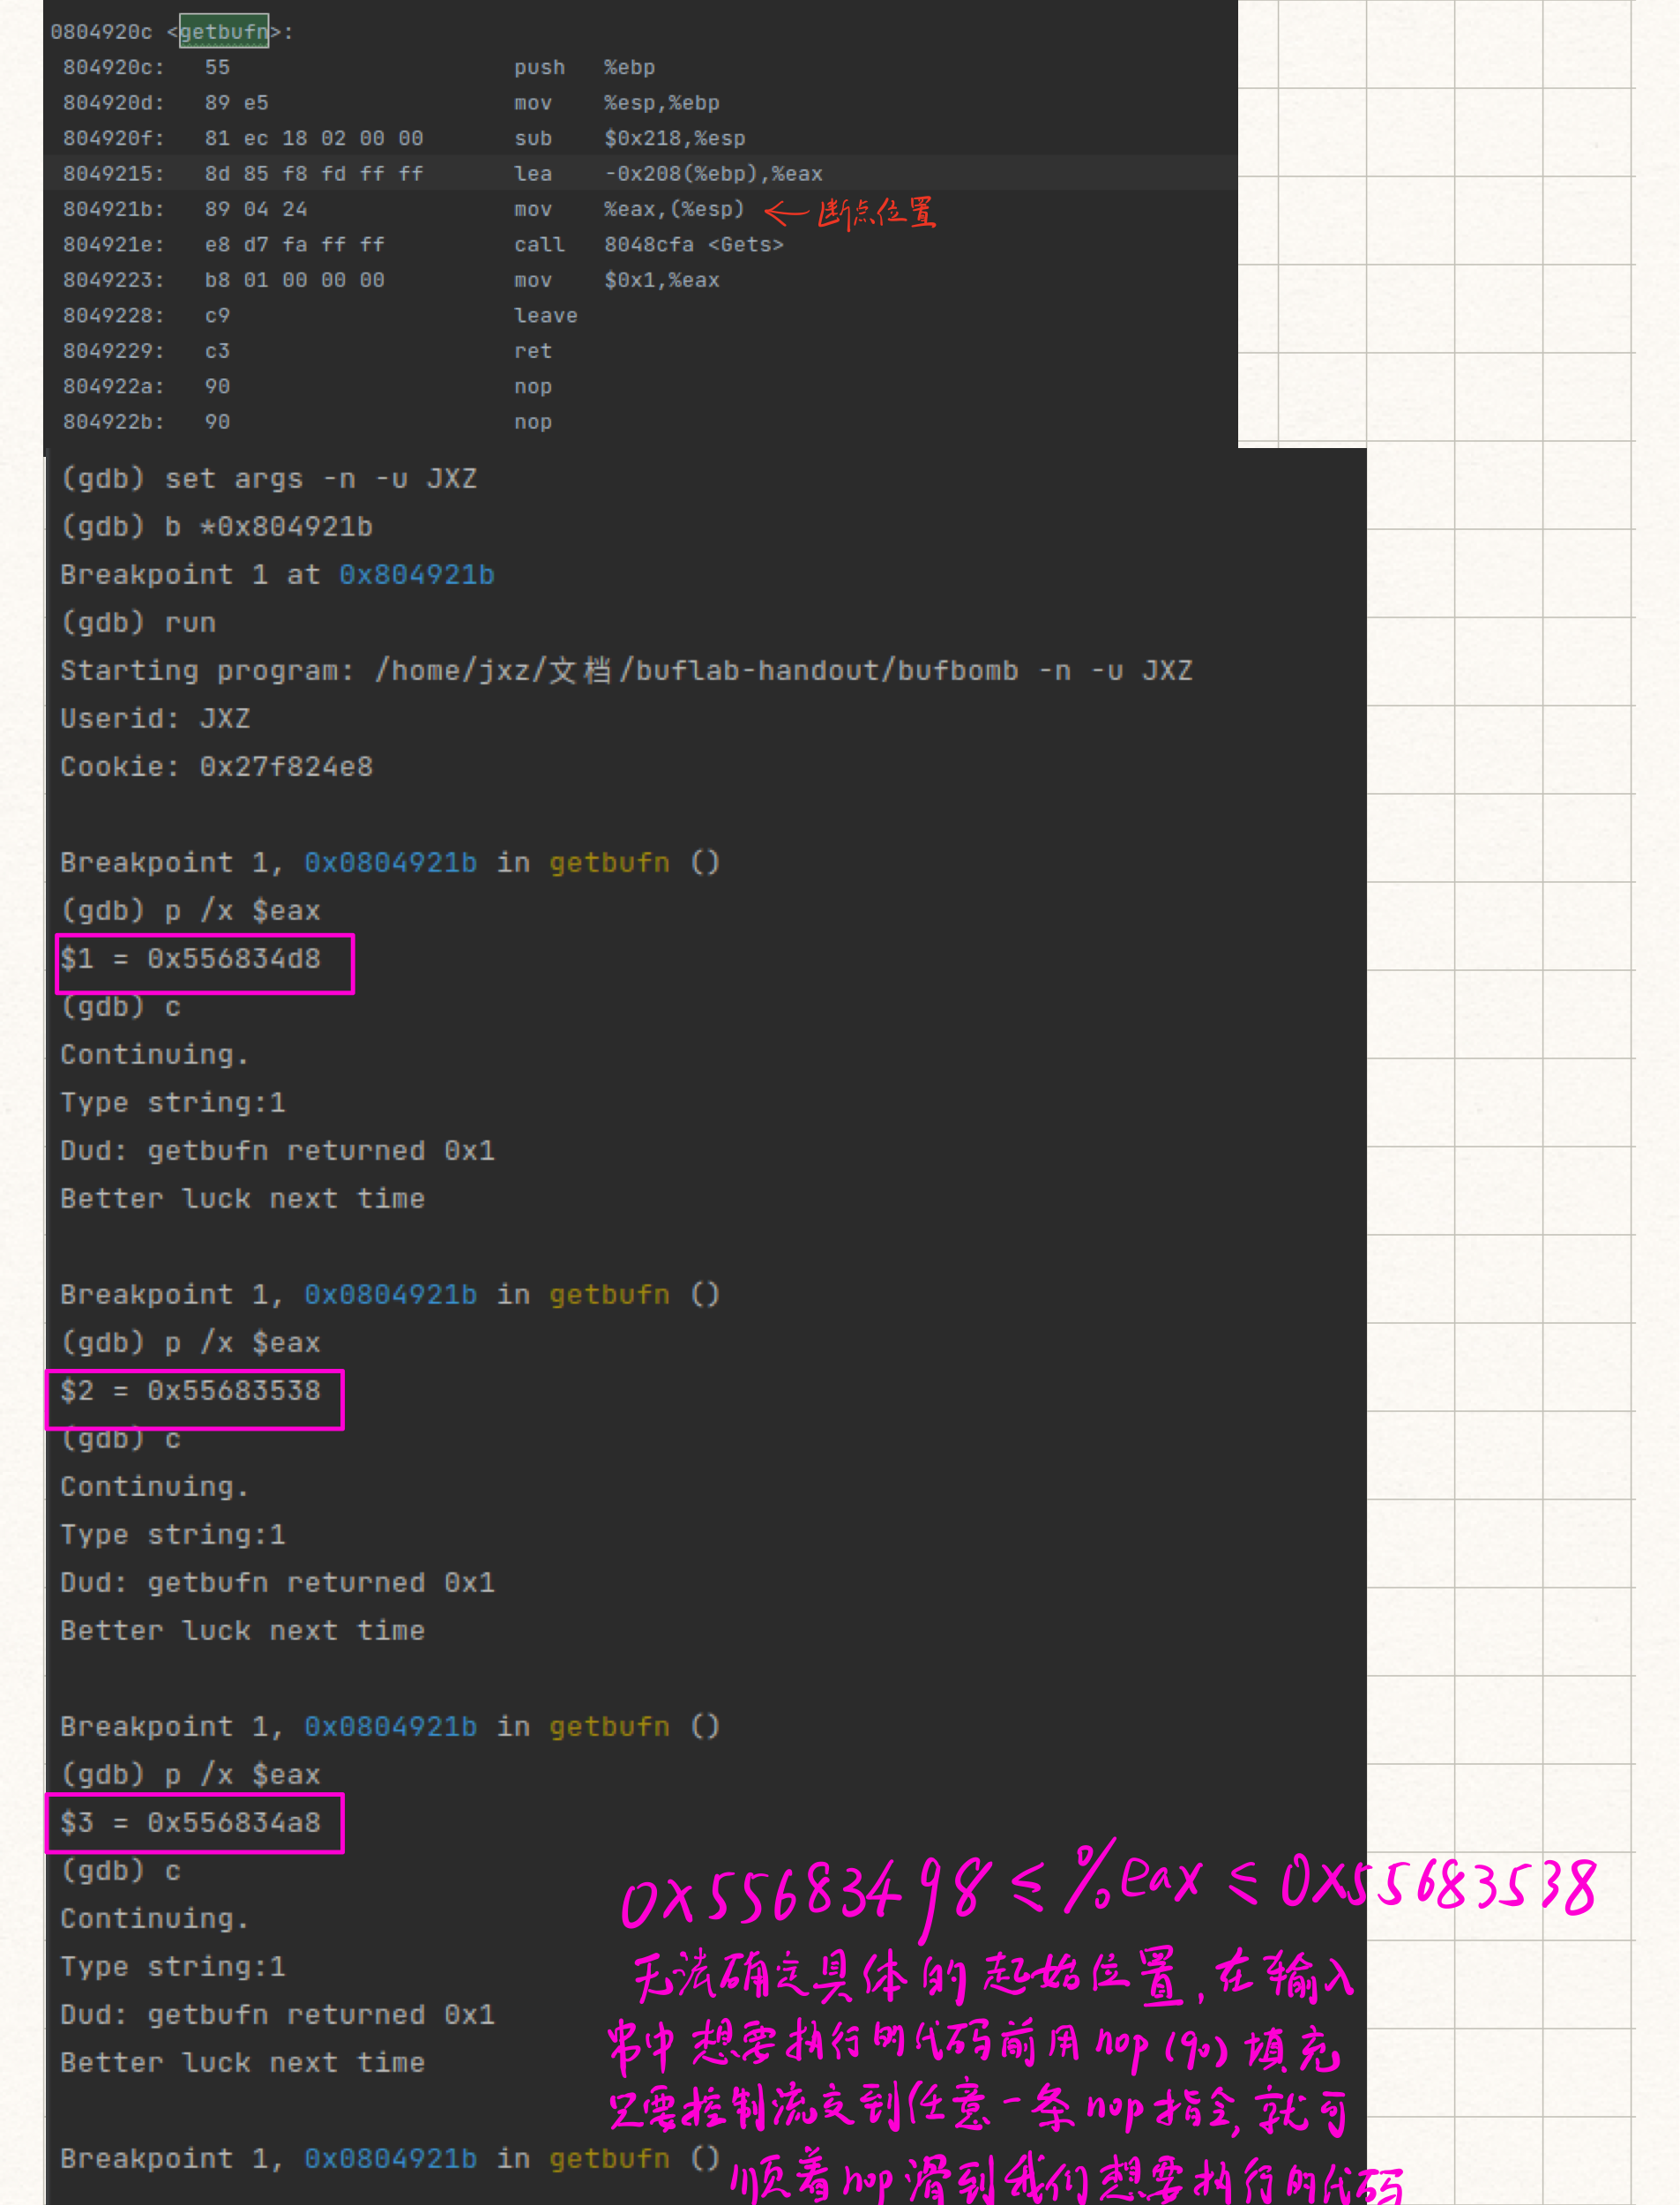 0804920c <getbufn>:
804920c: 55 push %ebp
804920d: 89 e5 mov %esp,%ebp
804920f: 81 ec 18 02 00 00 sub $0x218,%esp
8049215: 8d 85 f8 fd ff ff lea -0x208(%ebp),%eax
804921b: 89 04 24 mov %eax,(%esp) ← 断点位置
804921e: e8 d7 fa ff ff call 8048cfa <Gets>
8049223: b8 01 00 00 00 mov $0x1,%eax
8049228: c9 leave
8049229: c3 ret
804922a: 90 nop
804922b: 90 nop
(gdb) set args -n -u JXZ
(gdb) b *0x804921b
Breakpoint 1 at 0x804921b
(gdb) run
Starting program: /home/jxz/文档/buflab-handout/bufbomb -n -u JXZ
Userid: JXZ
Cookie: 0x27f824e8
Breakpoint 1, 0x0804921b in getbufn ()
(gdb) p /x $eax
$1 = 0x556834d8
(gdb) c
Continuing.
Type string:1
Dud: getbufn returned 0x1
Better luck next time
Breakpoint 1, 0x0804921b in getbufn ()
(gdb) p /x $eax
$2 = 0x55683538
(gdb) c
Continuing.
Type string:1
Dud: getbufn returned 0x1
Better luck next time
Breakpoint 1, 0x0804921b in getbufn ()
(gdb) p /x $eax
$3 = 0x556834a8
(gdb) c
Continuing.
Type string:1
Dud: getbufn returned 0x1
Better luck next time
Breakpoint 1, 0x0804921b in getbufn ()
0x55683498 ≤ %eax ≤ 0x55683538
无法确定具体的起始位置,在输入
串中想要执行的代码前用nop(90)填充
只要控制流交到任意一条nop指令,就可
顺着nop滑到我们想要执行的代码